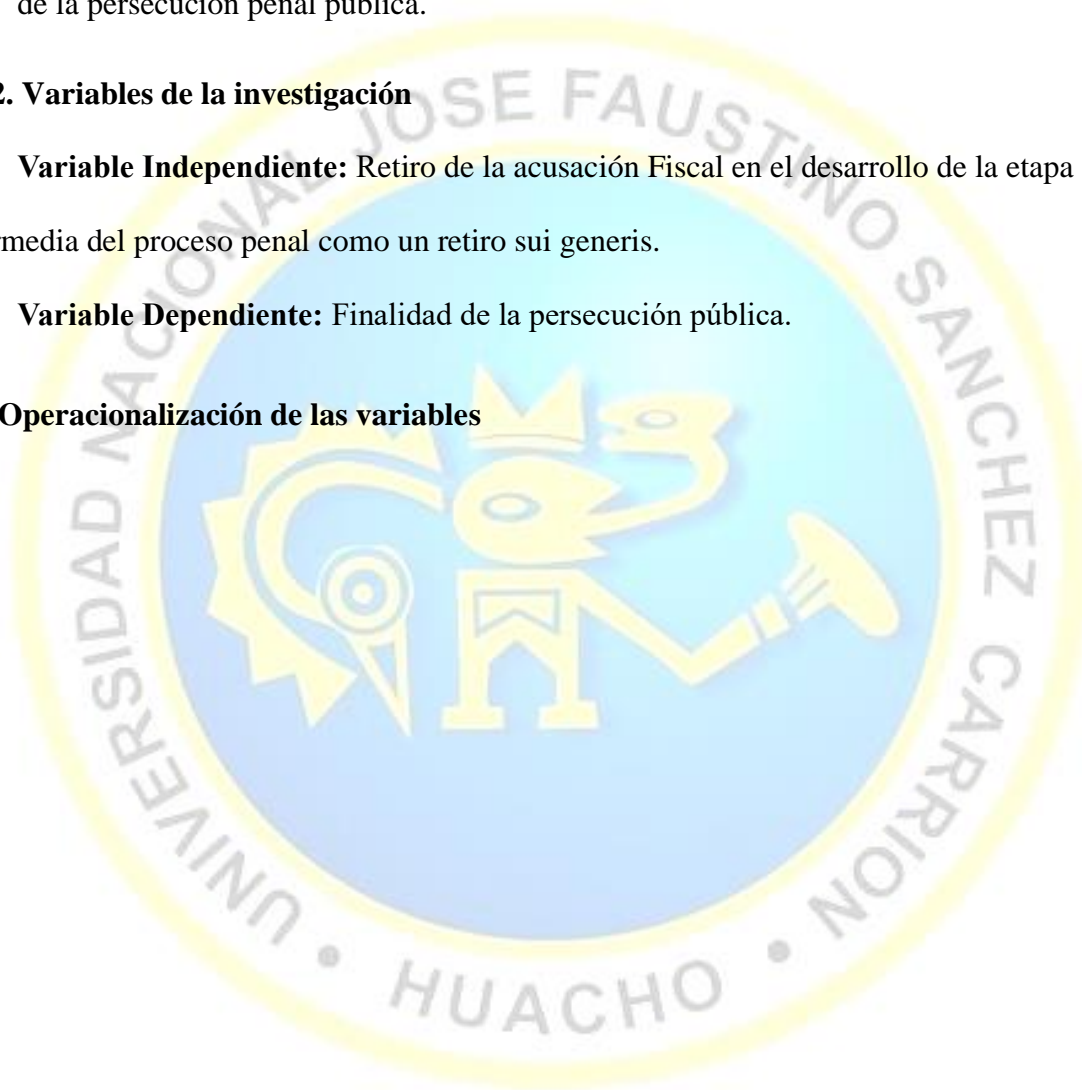 de la persecución penal pública.
2. Variables de la investigación
Variable Independiente: Retiro de la acusación Fiscal en el desarrollo de la etapa
rmedia del proceso penal como un retiro sui generis.
Variable Dependiente: Finalidad de la persecución pública.
Operacionalización de las variables
UNIVERSIDAD NACIONAL JOSE FAUSTINO SANCHEZ CARRION • HUACHO •